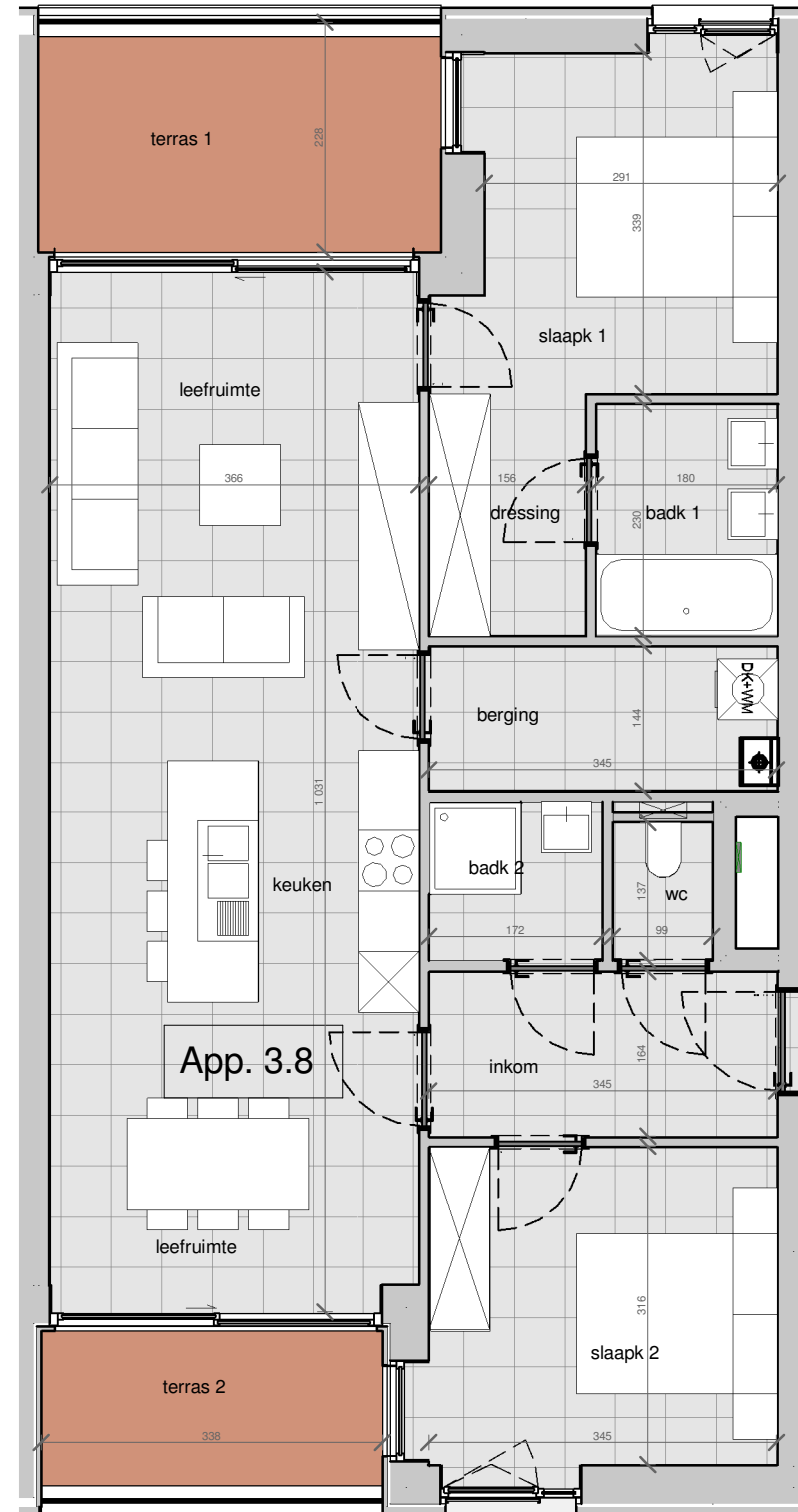 terras 1
228
291
339
slaapk 1
leefruimte
366
156
180
dressing
badk 1
230
DK+WM
berging
144
345
1 031
badk 2
keuken
137
wc
172
99
App. 3.8
inkom
164
345
leefruimte
316
slaapk 2
terras 2
338
345